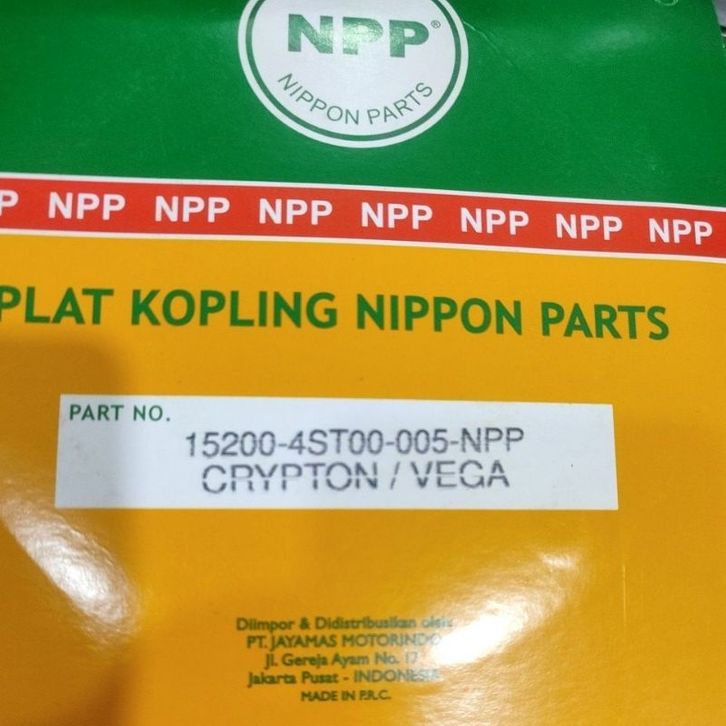 NPP®
NIPPON PARTS
P NPP NPP NPP NPP NPP NPP NPP
PLAT KOPLING NIPPON PARTS
PART NO.
15200-4ST00-005-NPP
CRYPTON / VEGA
Diimpor & Didistribusikan oleh
PT. JAYAMAS MOTORINDO
Jl. Gereja Ayam No. 17
Jakarta Pusat - INDONESIA
MADE IN P.R.C.